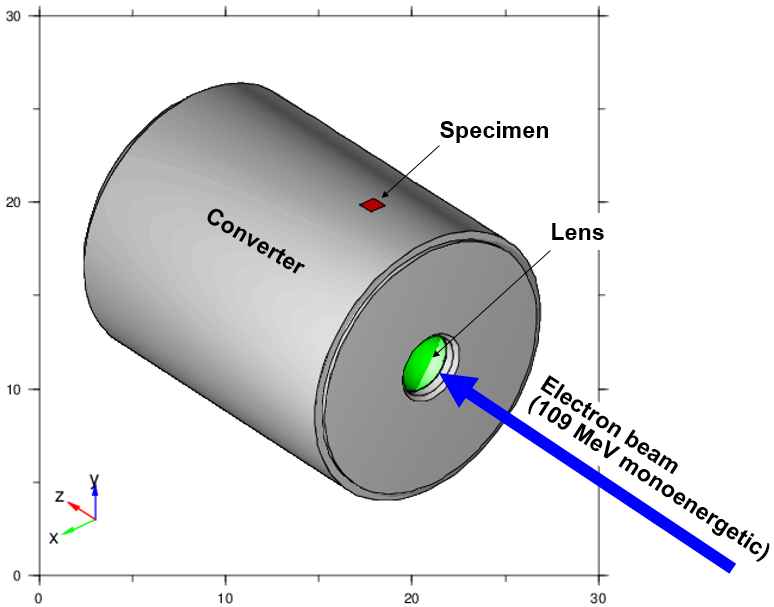 30
Specimen
20
Lens
Converter
10
Electron beam
(109 MeV monoenergetic)
y
z
x
0
0
10
20
30